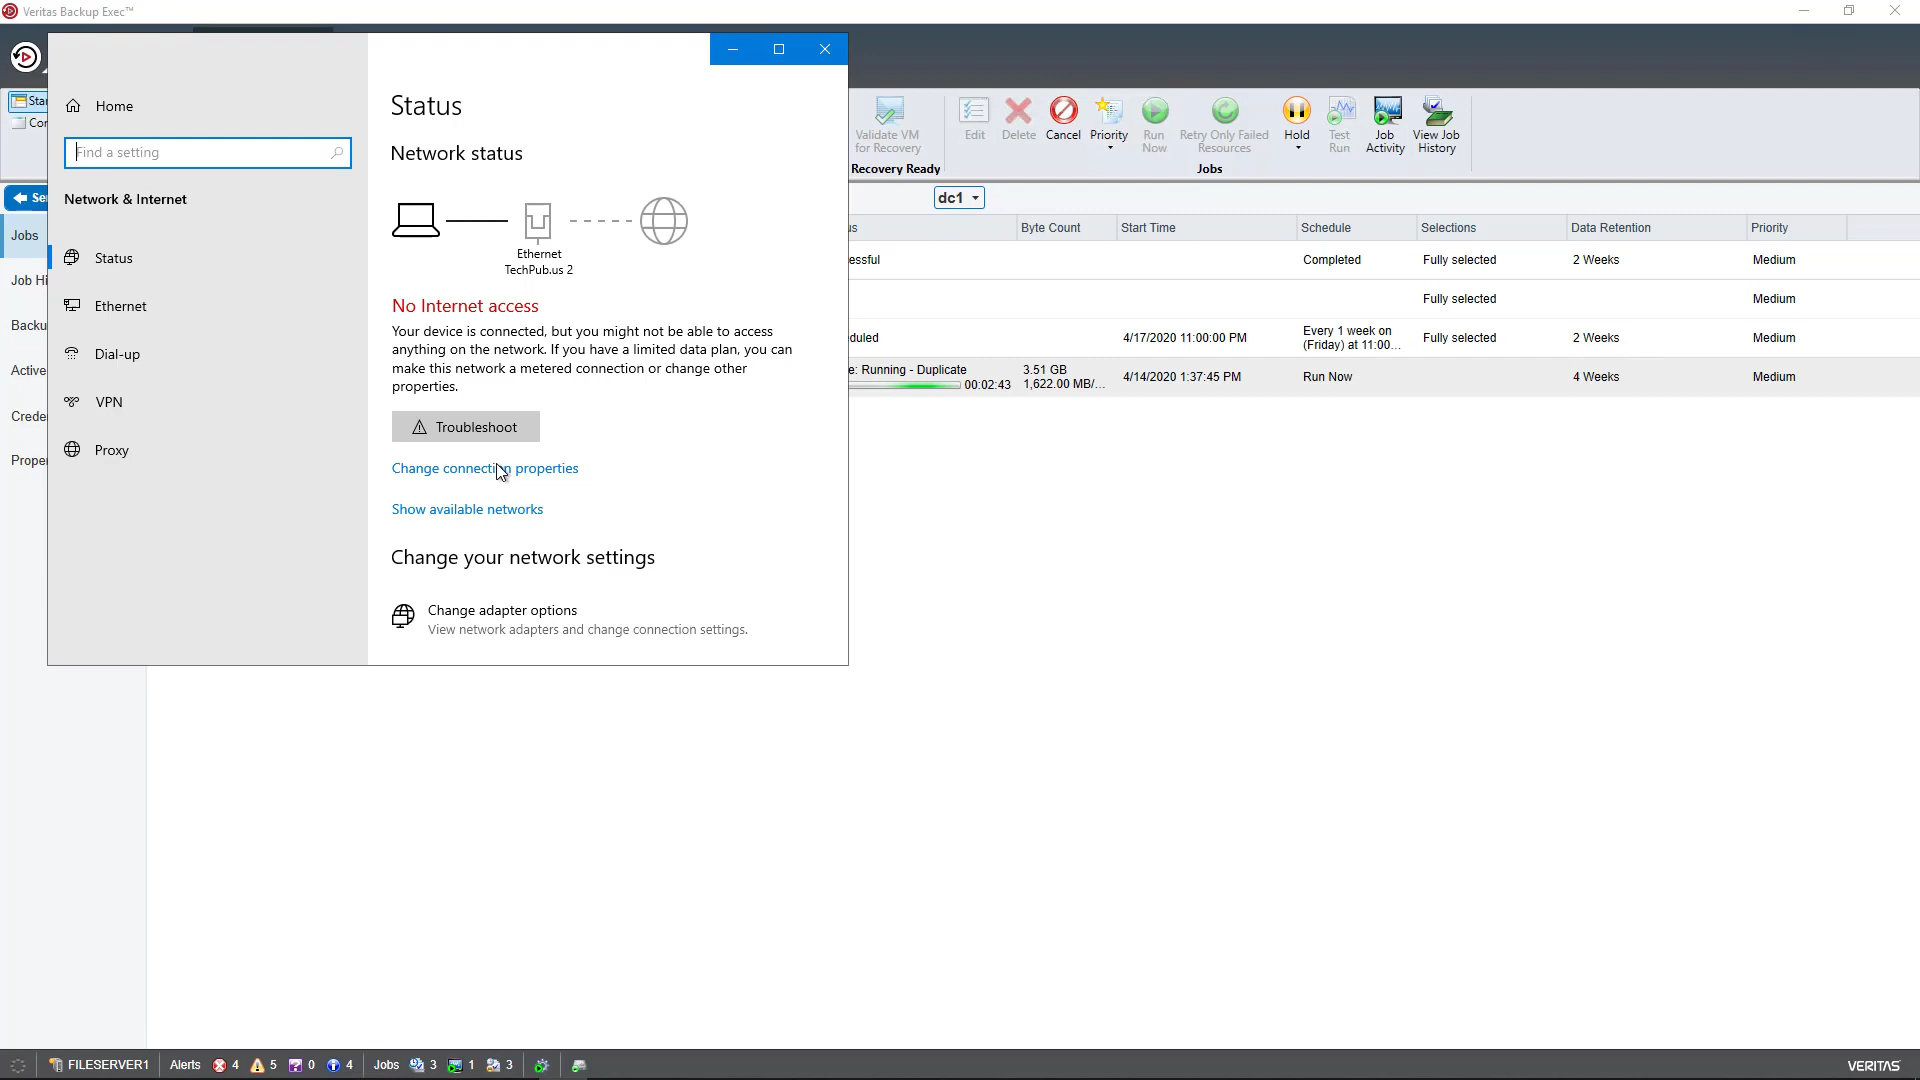 Veritas Backup Exec™
Home
Find a setting
Network & Internet
Status
Ethernet
Dial-up
VPN
Proxy
Status
Network status
Ethernet
TechPub.us 2
No Internet access
Your device is connected, but you might not be able to access
anything on the network. If you have a limited data plan, you can
make this network a metered connection or change other
properties.
Troubleshoot
Change connection properties
Show available networks
Change your network settings
Change adapter options
View network adapters and change connection settings.
Star
Con
Validate VM
for Recovery
Recovery Ready
Edit
Delete
Cancel
Priority
Run
Now
Retry Only Failed
Resources
Hold
Test
Run
Job
Activity
View Job
History
Jobs
Ser
dc1
Jobs
Job Hi
Backu
Active
Crede
Proper
us
Byte Count
Start Time
Schedule
Selections
Data Retention
Priority
essful
Completed
Fully selected
2 Weeks
Medium
Fully selected
Medium
duled
4/17/2020 11:00:00 PM
Every 1 week on
(Friday) at 11:00...
Fully selected
2 Weeks
Medium
e: Running - Duplicate
00:02:43
3.51 GB
1,622.00 MB/...
4/14/2020 1:37:45 PM
Run Now
4 Weeks
Medium
FILESERVER1
Alerts
4
5
0
4
Jobs
3
1
3
VERITAS